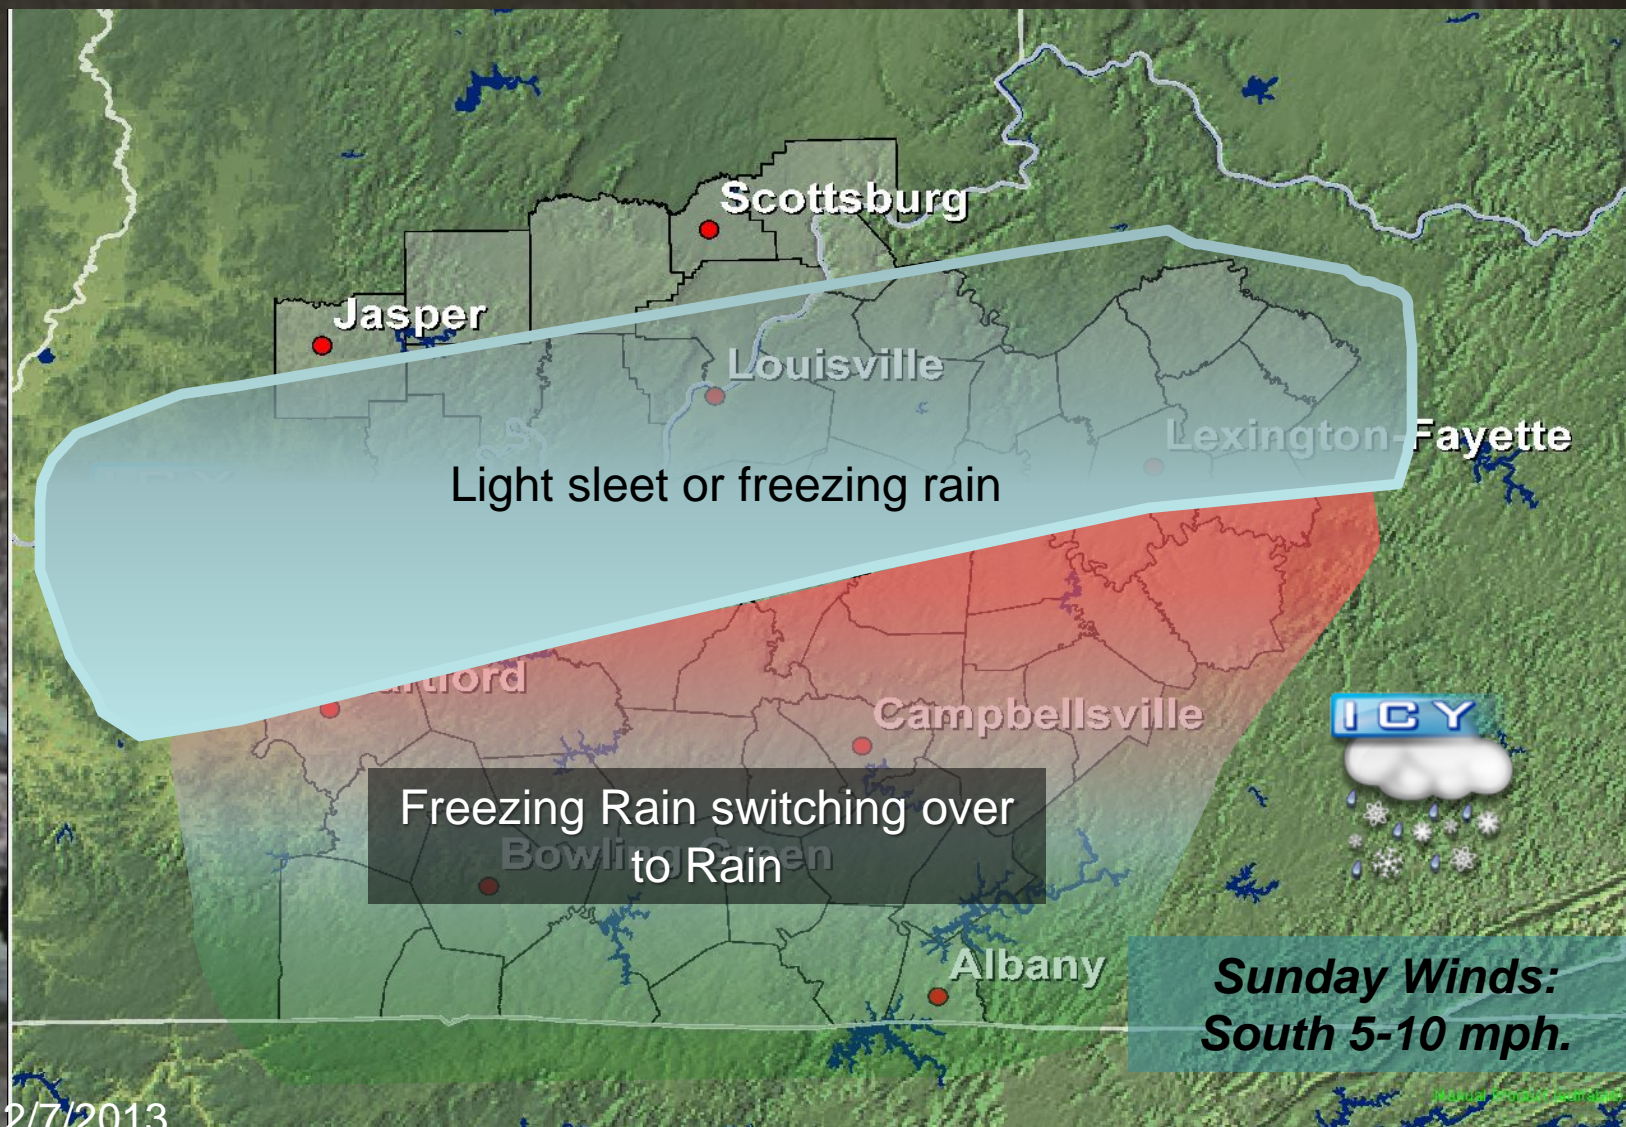 Scottsburg
Jasper
Louisville
Lexington-Fayette
Light sleet or freezing rain
Campbellsville
ICY
Freezing Rain switching over
to Rain
Bowling Green
Albany
Sunday Winds:
South 5-10 mph.
2/7/2013